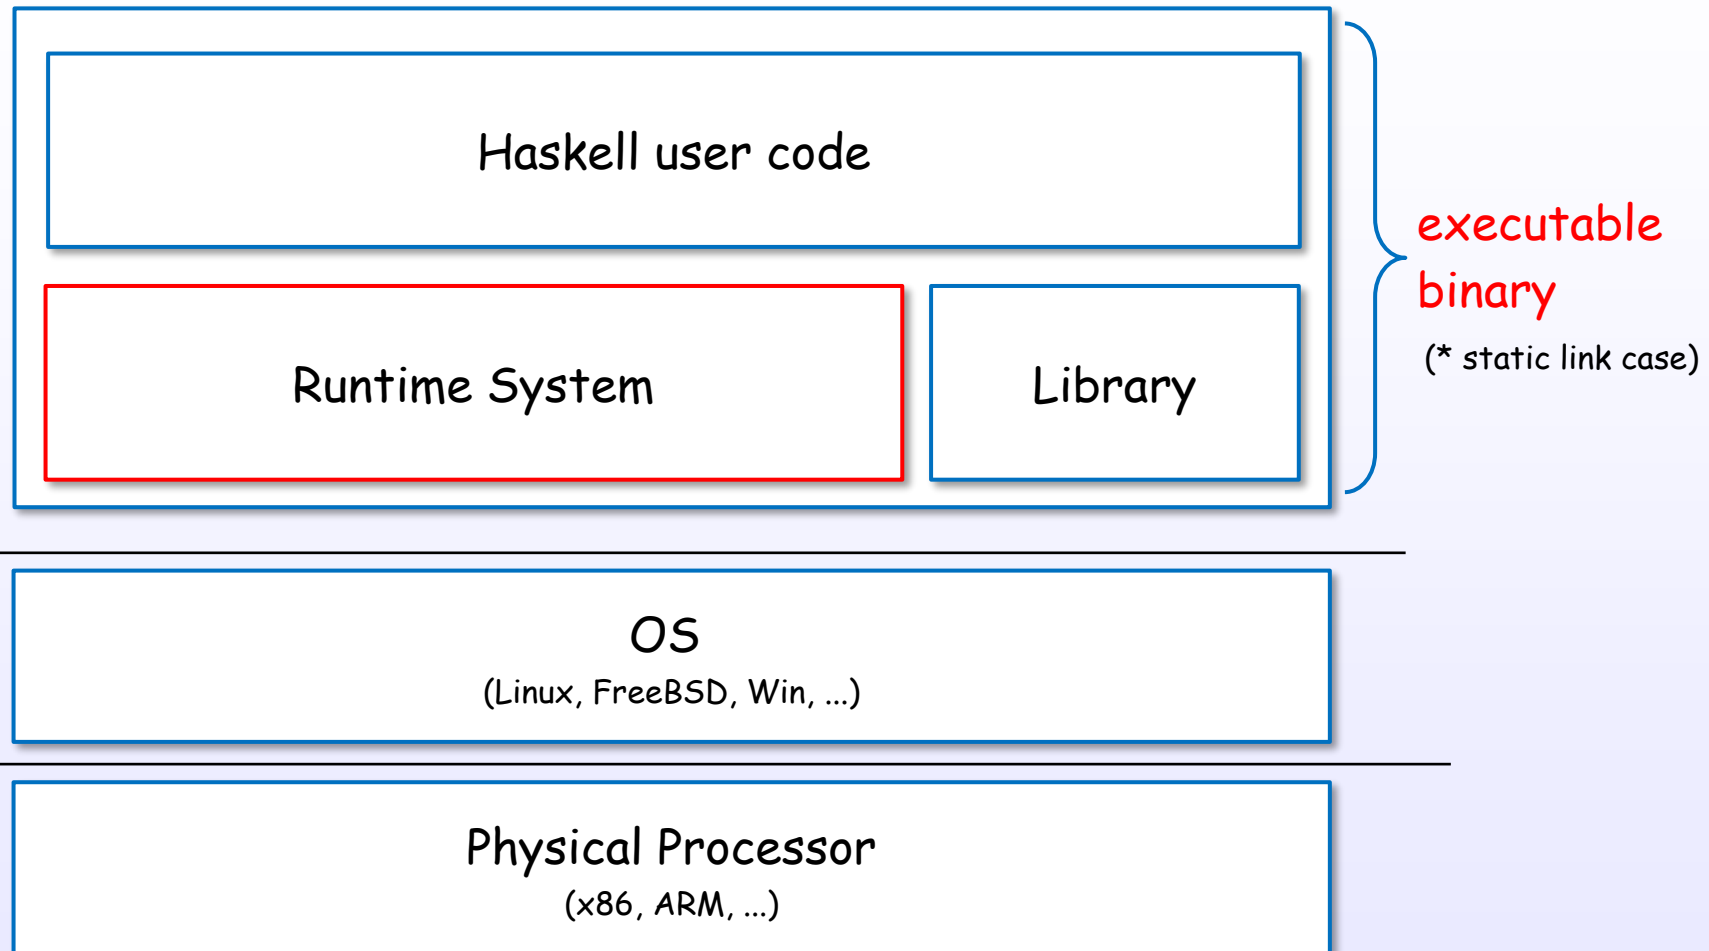 Haskell user code
executable
binary
(* static link case)
Runtime System
Library
OS
(Linux, FreeBSD, Win, ...)
Physical Processor
(x86, ARM, ...)